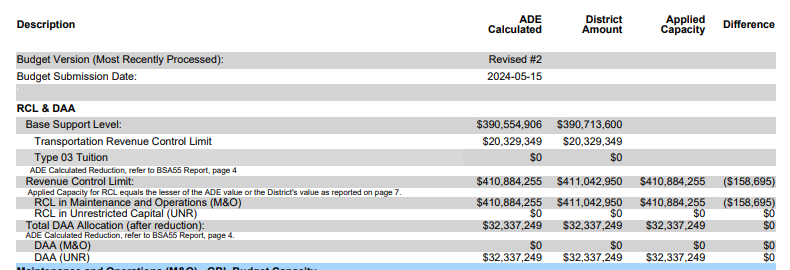 Description ADE Calculated District Amount Applied Capacity Difference
Budget Version (Most Recently Processed): Revised #2
Budget Submission Date: 2024-05-15
RCL & DAA
Base Support Level: $390,554,906 $390,713,600
Transportation Revenue Control Limit $20,329,349 $20,329,349
Type 03 Tuition $0 $0
ADE Calculated Reduction, refer to BSA55 Report, page 4
Revenue Control Limit: $410,884,255 $411,042,950 $410,884,255 ($158,695)
Applied Capacity for RCL equals the lesser of the ADE value or the District's value as reported on page 7.
RCL in Maintenance and Operations (M&O) $410,884,255 $411,042,950 $410,884,255 ($158,695)
RCL in Unrestricted Capital (UNR) $0 $0 $0 $0
Total DAA Allocation (after reduction): $32,337,249 $32,337,249 $32,337,249 $0
ADE Calculated Reduction, refer to BSA55 Report, page 4.
DAA (M&O) $0 $0 $0 $0
DAA (UNR) $32,337,249 $32,337,249 $32,337,249 $0